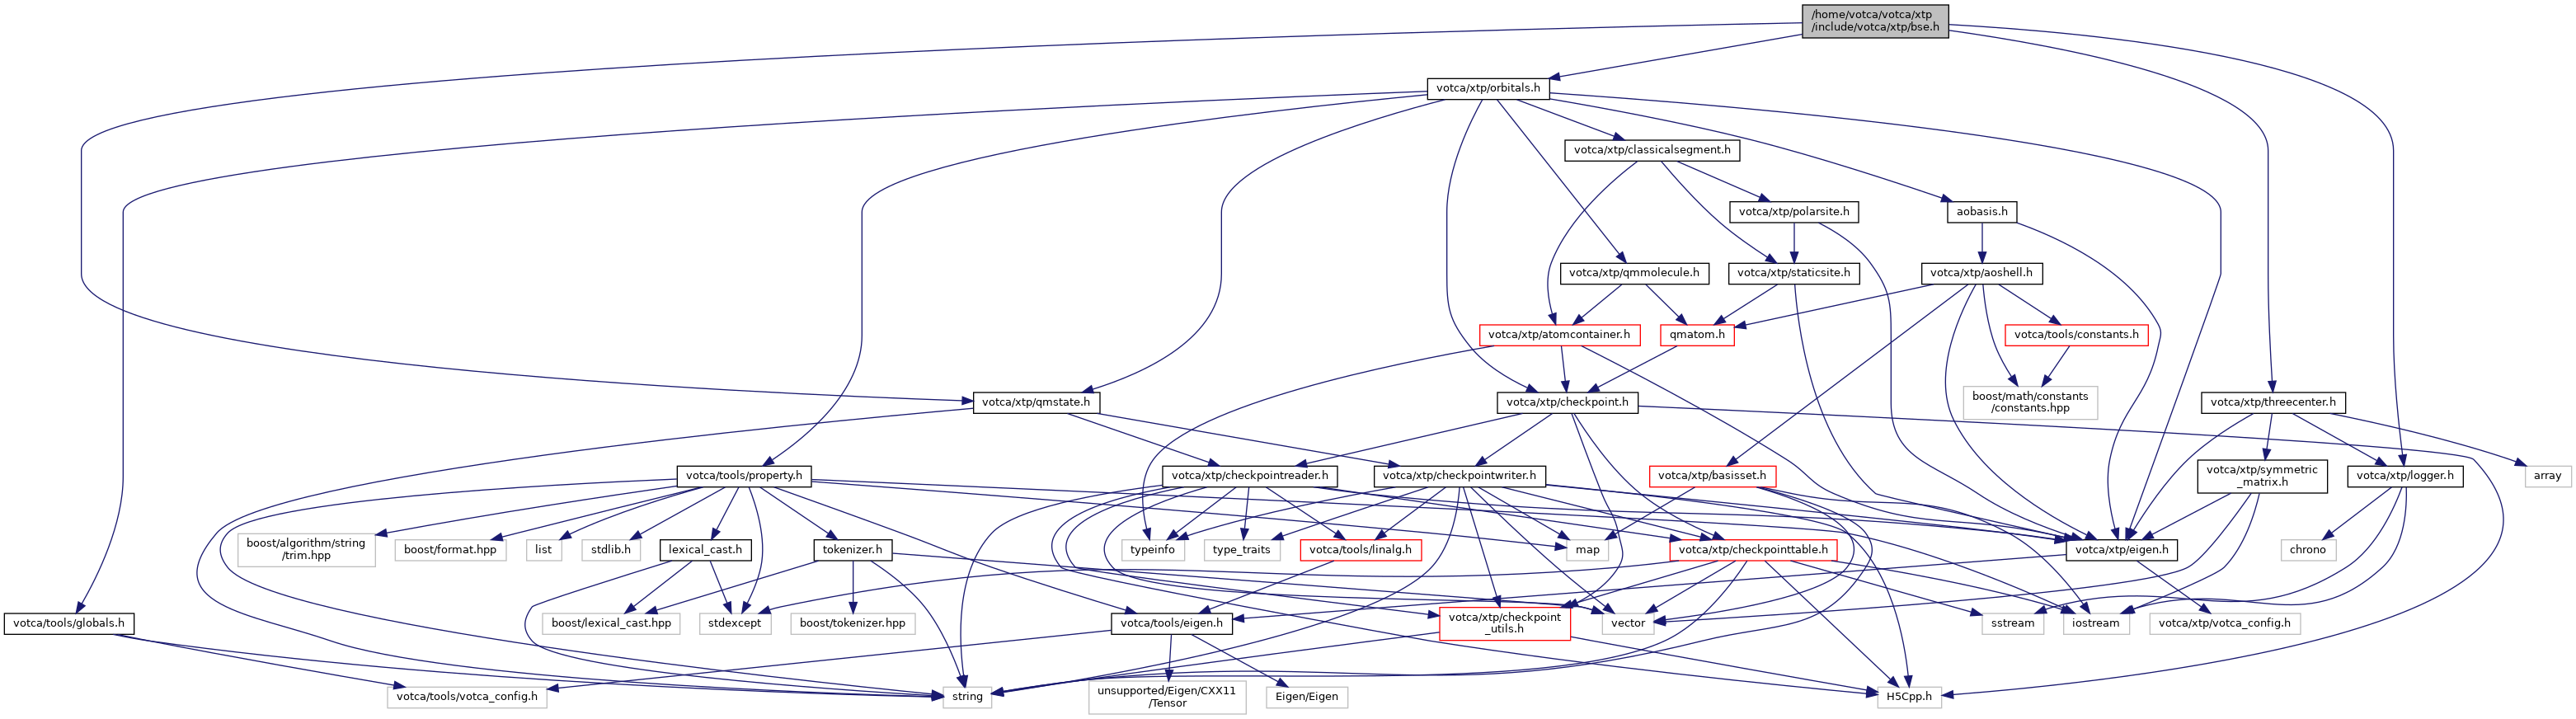 /home/votca/votca/xtp
/include/votca/xtp/bse.h
votca/xtp/orbitals.h
votca/xtp/classicalsegment.h
votca/xtp/polarsite.h
aobasis.h
votca/xtp/qmmolecule.h
votca/xtp/staticsite.h
votca/xtp/aoshell.h
votca/xtp/atomcontainer.h
qmatom.h
votca/tools/constants.h
votca/xtp/qmstate.h
votca/xtp/checkpoint.h
boost/math/constants
/constants.hpp
votca/xtp/threecenter.h
votca/tools/property.h
votca/xtp/checkpointreader.h
votca/xtp/checkpointwriter.h
votca/xtp/basisset.h
votca/xtp/symmetric
_matrix.h
votca/xtp/logger.h
array
boost/algorithm/string
/trim.hpp
boost/format.hpp
list
stdlib.h
lexical_cast.h
tokenizer.h
typeinfo
type_traits
votca/tools/linalg.h
map
votca/xtp/checkpointtable.h
votca/xtp/eigen.h
chrono
votca/tools/globals.h
boost/lexical_cast.hpp
stdexcept
boost/tokenizer.hpp
votca/tools/eigen.h
votca/xtp/checkpoint
_utils.h
vector
sstream
iostream
votca/xtp/votca_config.h
votca/tools/votca_config.h
string
unsupported/Eigen/CXX11
/Tensor
Eigen/Eigen
H5Cpp.h